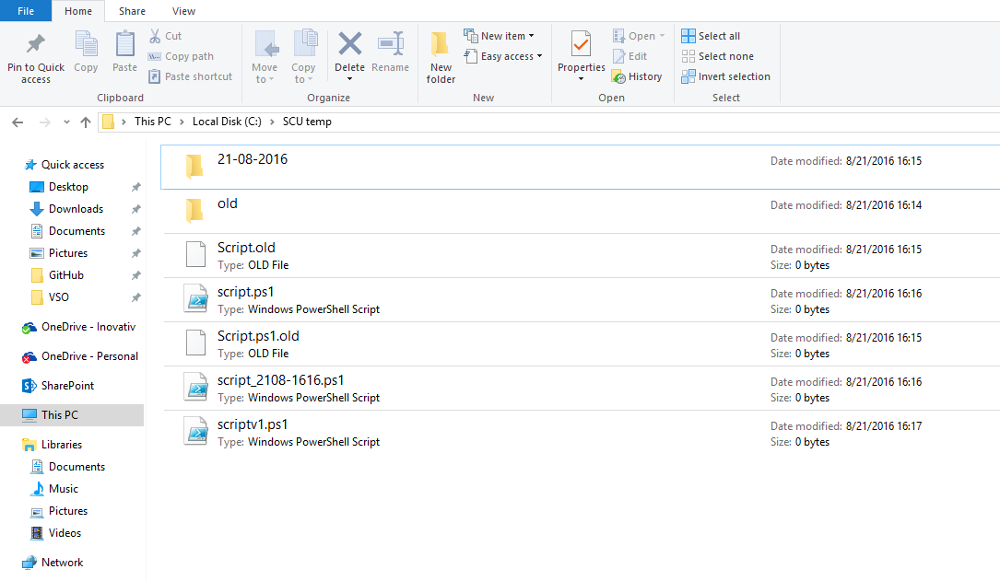 File Home Share View
Pin to Quick access
Copy
Paste
Cut
Copy path
Paste shortcut
Clipboard
Move to
Copy to
Delete
Rename
Organize
New folder
New item
Easy access
New
Properties
Open
Edit
History
Open
Select all
Select none
Invert selection
Select
This PC > Local Disk (C:) > SCU temp
Quick access
Desktop
Downloads
Documents
Pictures
GitHub
VSO
OneDrive - Inovativ
OneDrive - Personal
SharePoint
This PC
Libraries
Documents
Music
Pictures
Videos
Network
21-08-2016
Date modified: 8/21/2016 16:15
old
Date modified: 8/21/2016 16:14
Script.old
Date modified: 8/21/2016 16:15
Type: OLD File
Size: 0 bytes
script.ps1
Date modified: 8/21/2016 16:16
Type: Windows PowerShell Script
Size: 0 bytes
Script.ps1.old
Date modified: 8/21/2016 16:15
Type: OLD File
Size: 0 bytes
script_2108-1616.ps1
Date modified: 8/21/2016 16:16
Type: Windows PowerShell Script
Size: 0 bytes
scriptv1.ps1
Date modified: 8/21/2016 16:17
Type: Windows PowerShell Script
Size: 0 bytes